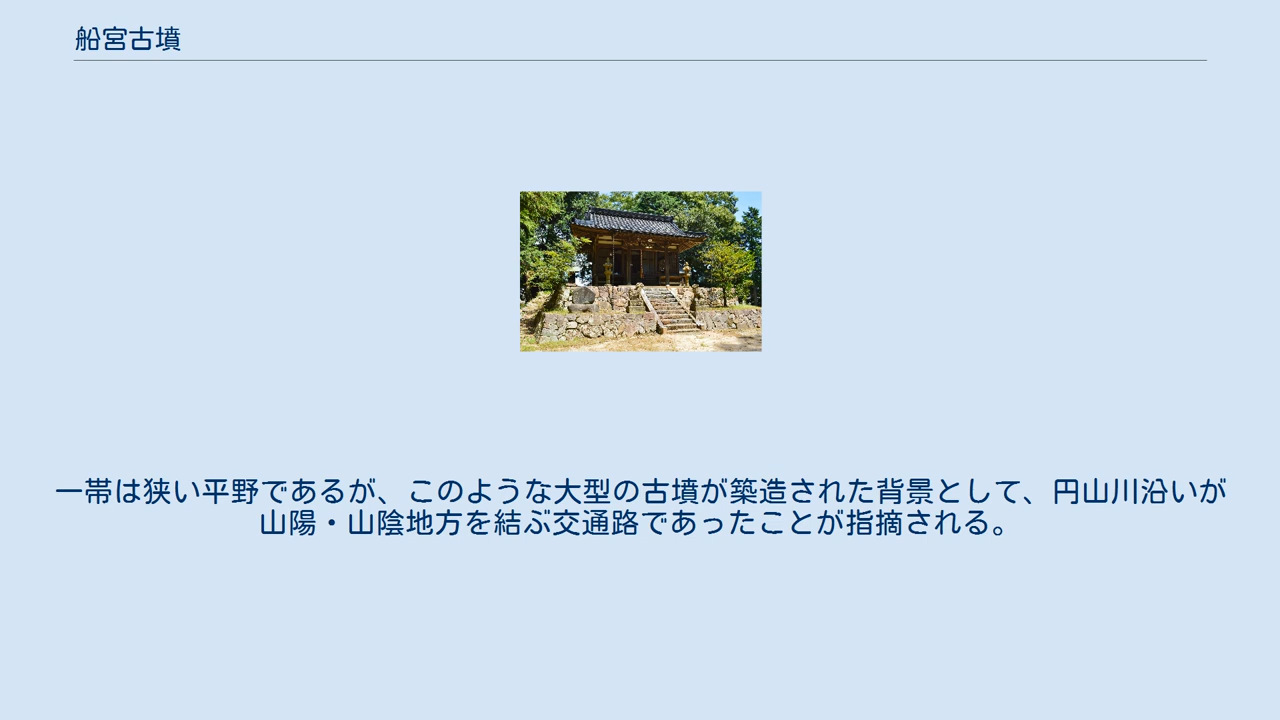 船宮古墳
一帯は狭い平野であるが、このような大型の古墳が築造された背景として、円山川沿いが
山陽・山陰地方を結ぶ交通路であったことが指摘される。